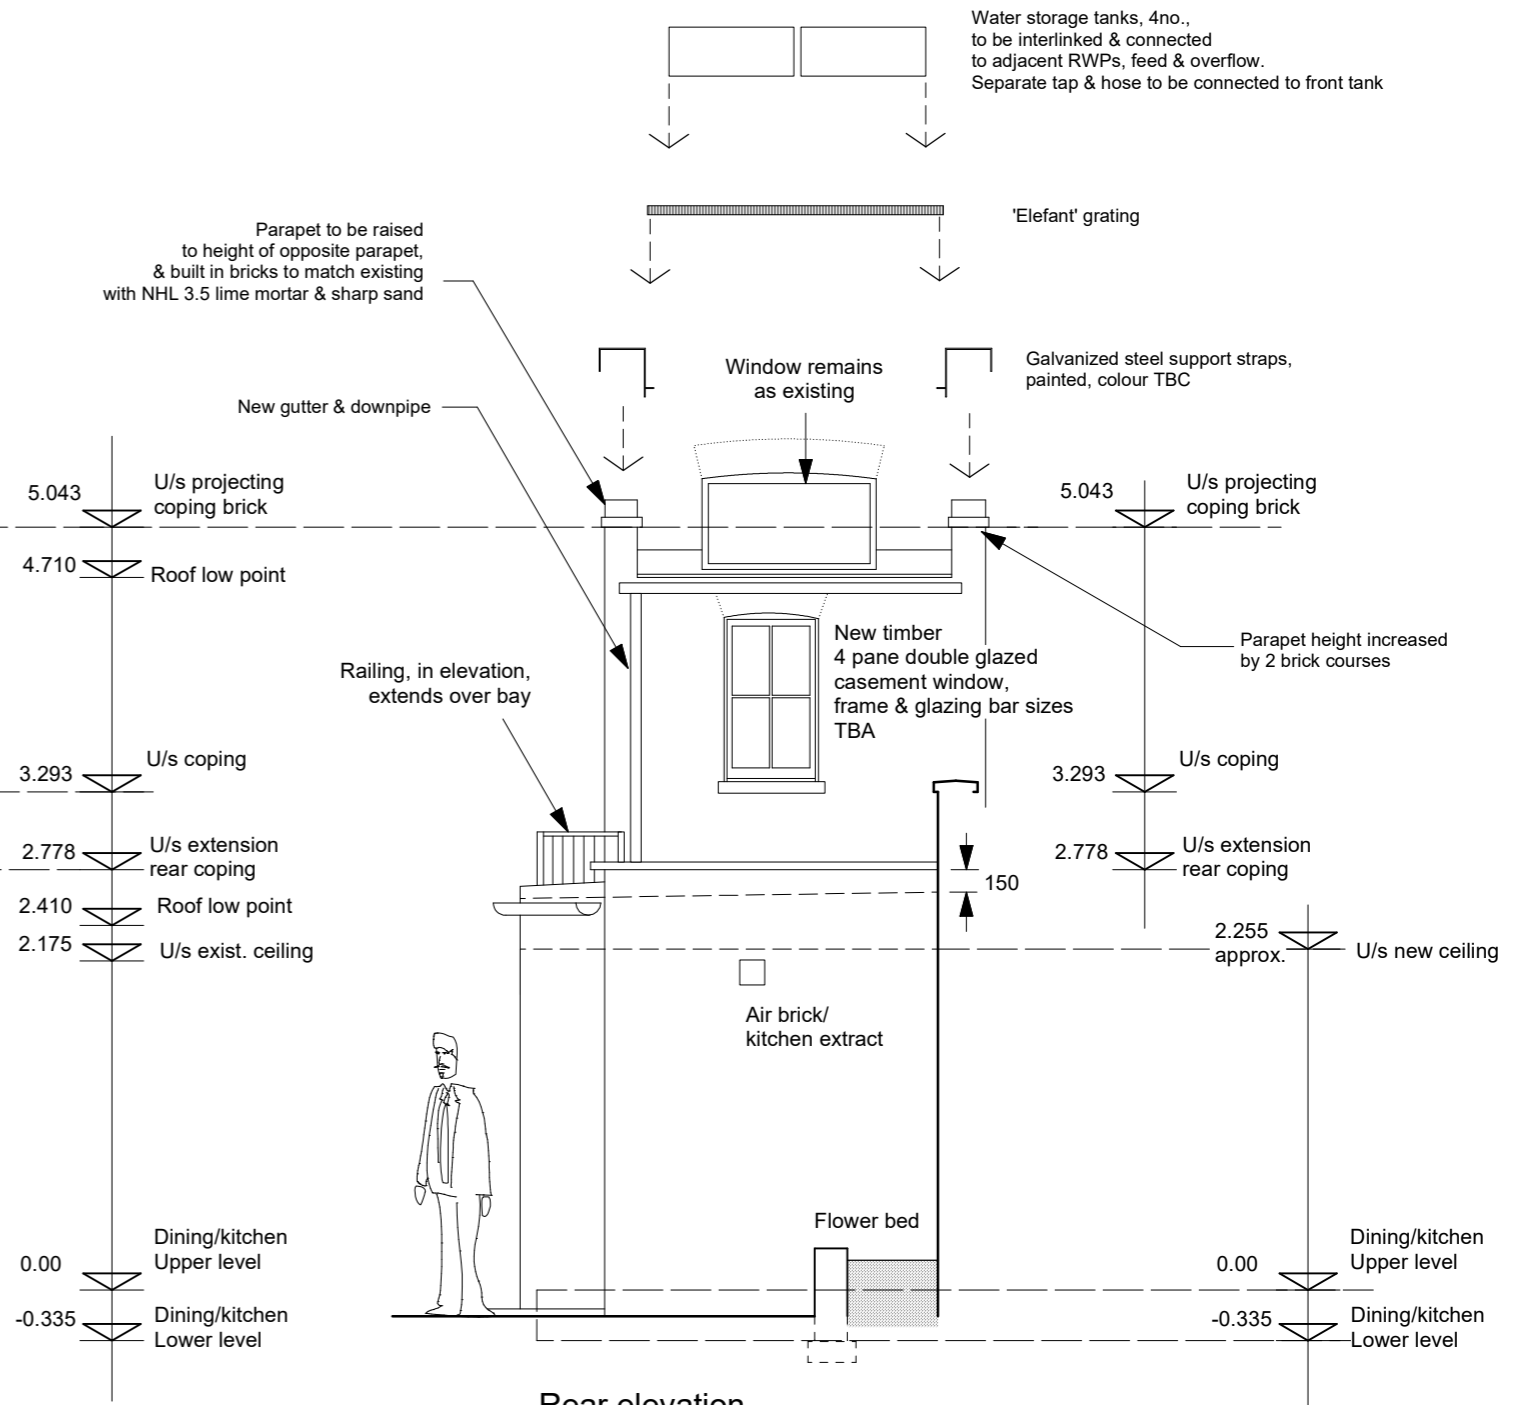 Water storage tanks, 4no.,
to be interlinked & connected
to adjacent RWPs, feed & overflow.
Separate tap & hose to be connected to front tank
'Elefant' grating
Parapet to be raised
to height of opposite parapet,
& built in bricks to match existing
with NHL 3.5 lime mortar & sharp sand
Window remains
as existing
Galvanized steel support straps,
painted, colour TBC
New gutter & downpipe
5.043
U/s projecting
coping brick
5.043
U/s projecting
coping brick
4.710
Roof low point
New timber
4 pane double glazed
casement window,
frame & glazing bar sizes
TBA
Parapet height increased
by 2 brick courses
Railing, in elevation,
extends over bay
3.293
U/s coping
3.293
U/s coping
2.778
U/s extension
rear coping
2.778
U/s extension
rear coping
150
2.410
Roof low point
2.175
U/s exist. ceiling
2.255
approx.
U/s new ceiling
Air brick/
kitchen extract
Flower bed
0.00
Dining/kitchen
Upper level
0.00
Dining/kitchen
Upper level
-0.335
Dining/kitchen
Lower level
-0.335
Dining/kitchen
Lower level
Rear elevation